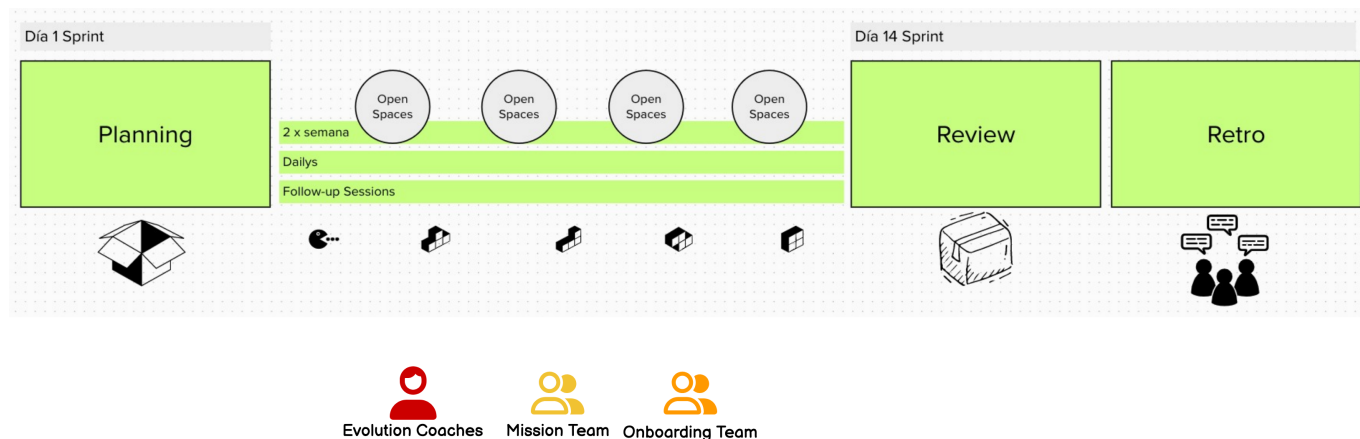 Día 1 Sprint
Día 14 Sprint
Planning
Open
Spaces
Open
Spaces
Open
Spaces
Open
Spaces
2 x semana
Dailys
Follow-up Sessions
Review
Retro
Evolution Coaches
Mission Team
Onboarding Team